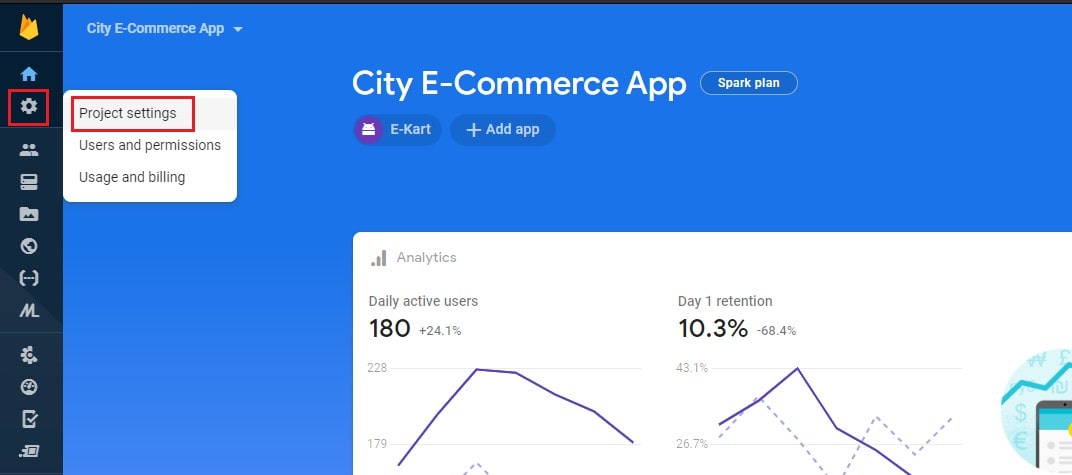 City E-Commerce App
City E-Commerce App
Spark plan
Project settings
Users and permissions
Usage and billing
E-Kart
+ Add app
Analytics
Daily active users
180 +24.1%
228
179
Day 1 retention
10.3% -68.4%
43.1%
26.7%
ML
₩ £
$
€